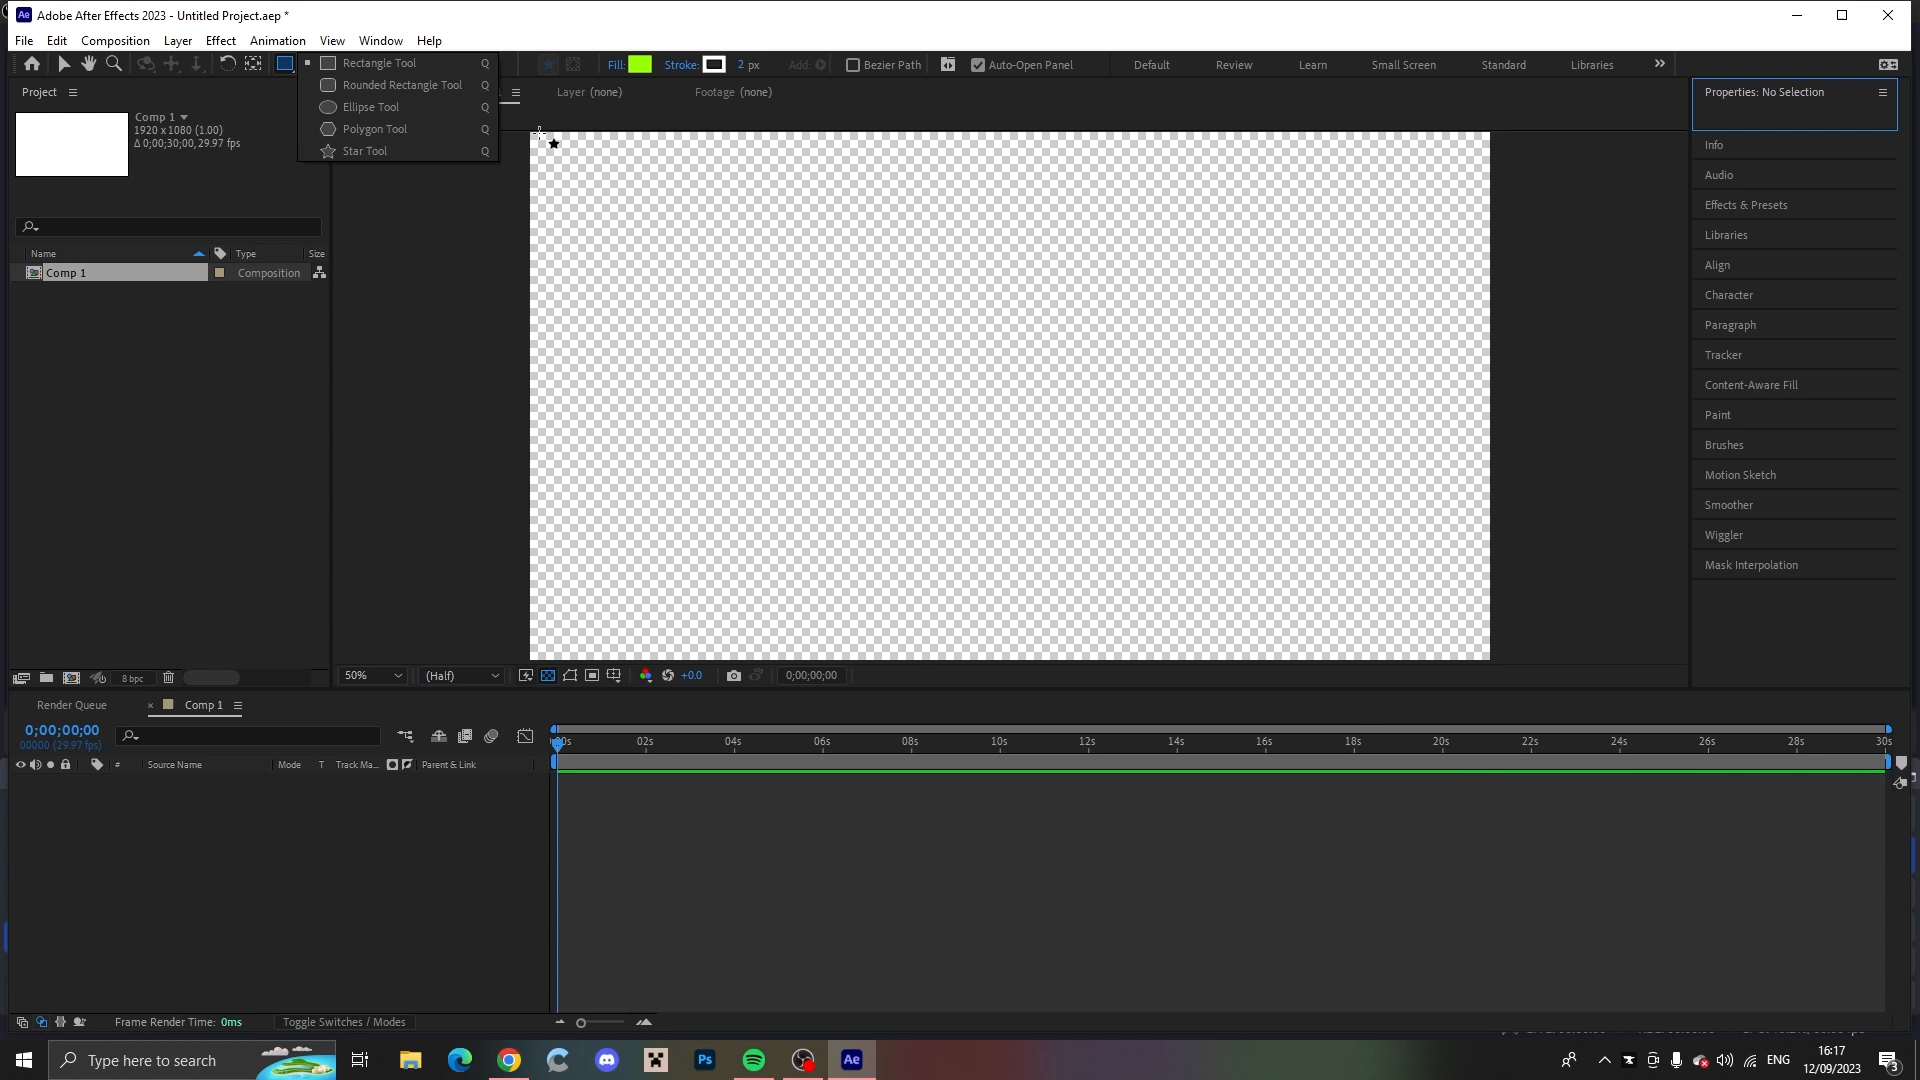 Ae Adobe After Effects 2023 - Untitled Project.aep *
File Edit Composition Layer Effect Animation View Window Help
Rectangle Tool Q
Rounded Rectangle Tool Q
Ellipse Tool Q
Polygon Tool Q
Star Tool Q
Fill: Stroke: 2 px Add: Bezier Path Auto-Open Panel Default Review Learn Small Screen Standard Libraries
Project
Layer (none) Footage (none)
Properties: No Selection
Comp 1
1920 x 1080 (1.00)
Δ 0;00;30;00, 29.97 fps
Name Type Size
Comp 1 Composition
Info
Audio
Effects & Presets
Libraries
Align
Character
Paragraph
Tracker
Content-Aware Fill
Paint
Brushes
Motion Sketch
Smoother
Wiggler
Mask Interpolation
8 bpc
50% (Half) +0.0 0;00;00;00
Render Queue Comp 1
0;00;00;00
00000 (29.97 fps)
00s 02s 04s 06s 08s 10s 12s 14s 16s 18s 20s 22s 24s 26s 28s 30s
# Source Name Mode T Track Ma... Parent & Link
Frame Render Time: 0ms Toggle Switches / Modes
Type here to search
Ps Ae
ENG
16:17
12/09/2023
3